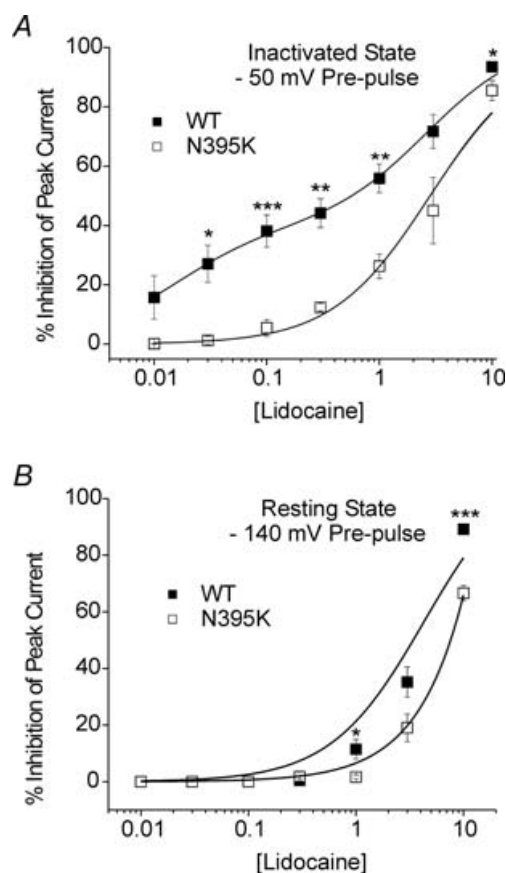 A
Inactivated State
- 50 mV Pre-pulse
WT
N395K
% Inhibition of Peak Current
100
80
60
40
20
0
* *** ** ** *
0.01 0.1 1 10
[Lidocaine]
B
Resting State
- 140 mV Pre-pulse
WT
N395K
% Inhibition of Peak Current
100
80
60
40
20
0
* ***
0.01 0.1 1 10
[Lidocaine]